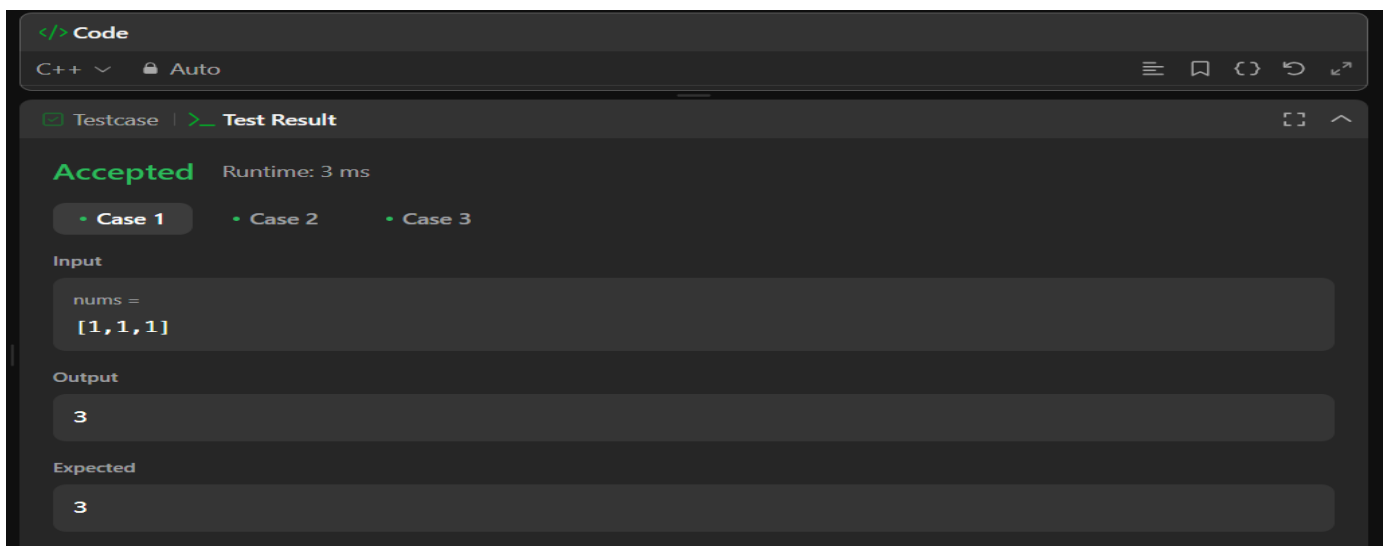 </> Code
C++ Auto
Testcase | >_ Test Result
Accepted Runtime: 3 ms
• Case 1 • Case 2 • Case 3
Input
nums =
[1,1,1]
Output
3
Expected
3